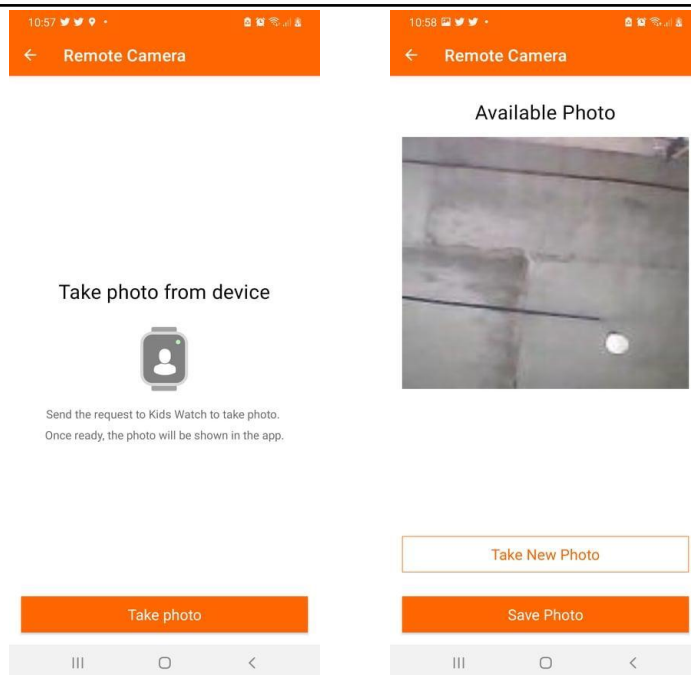 10:57
Remote Camera
Take photo from device
Send the request to Kids Watch to take photo.
Once ready, the photo will be shown in the app.
Take photo
10:58
Remote Camera
Available Photo
Take New Photo
Save Photo